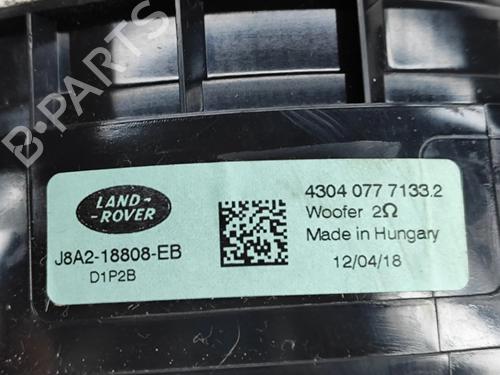 LAND-
-ROVER
J8A2-18808-EB
D1P2B
4304 077 7133.2
Woofer 2Ω
Made in Hungary
12/04/18
B-PARTS